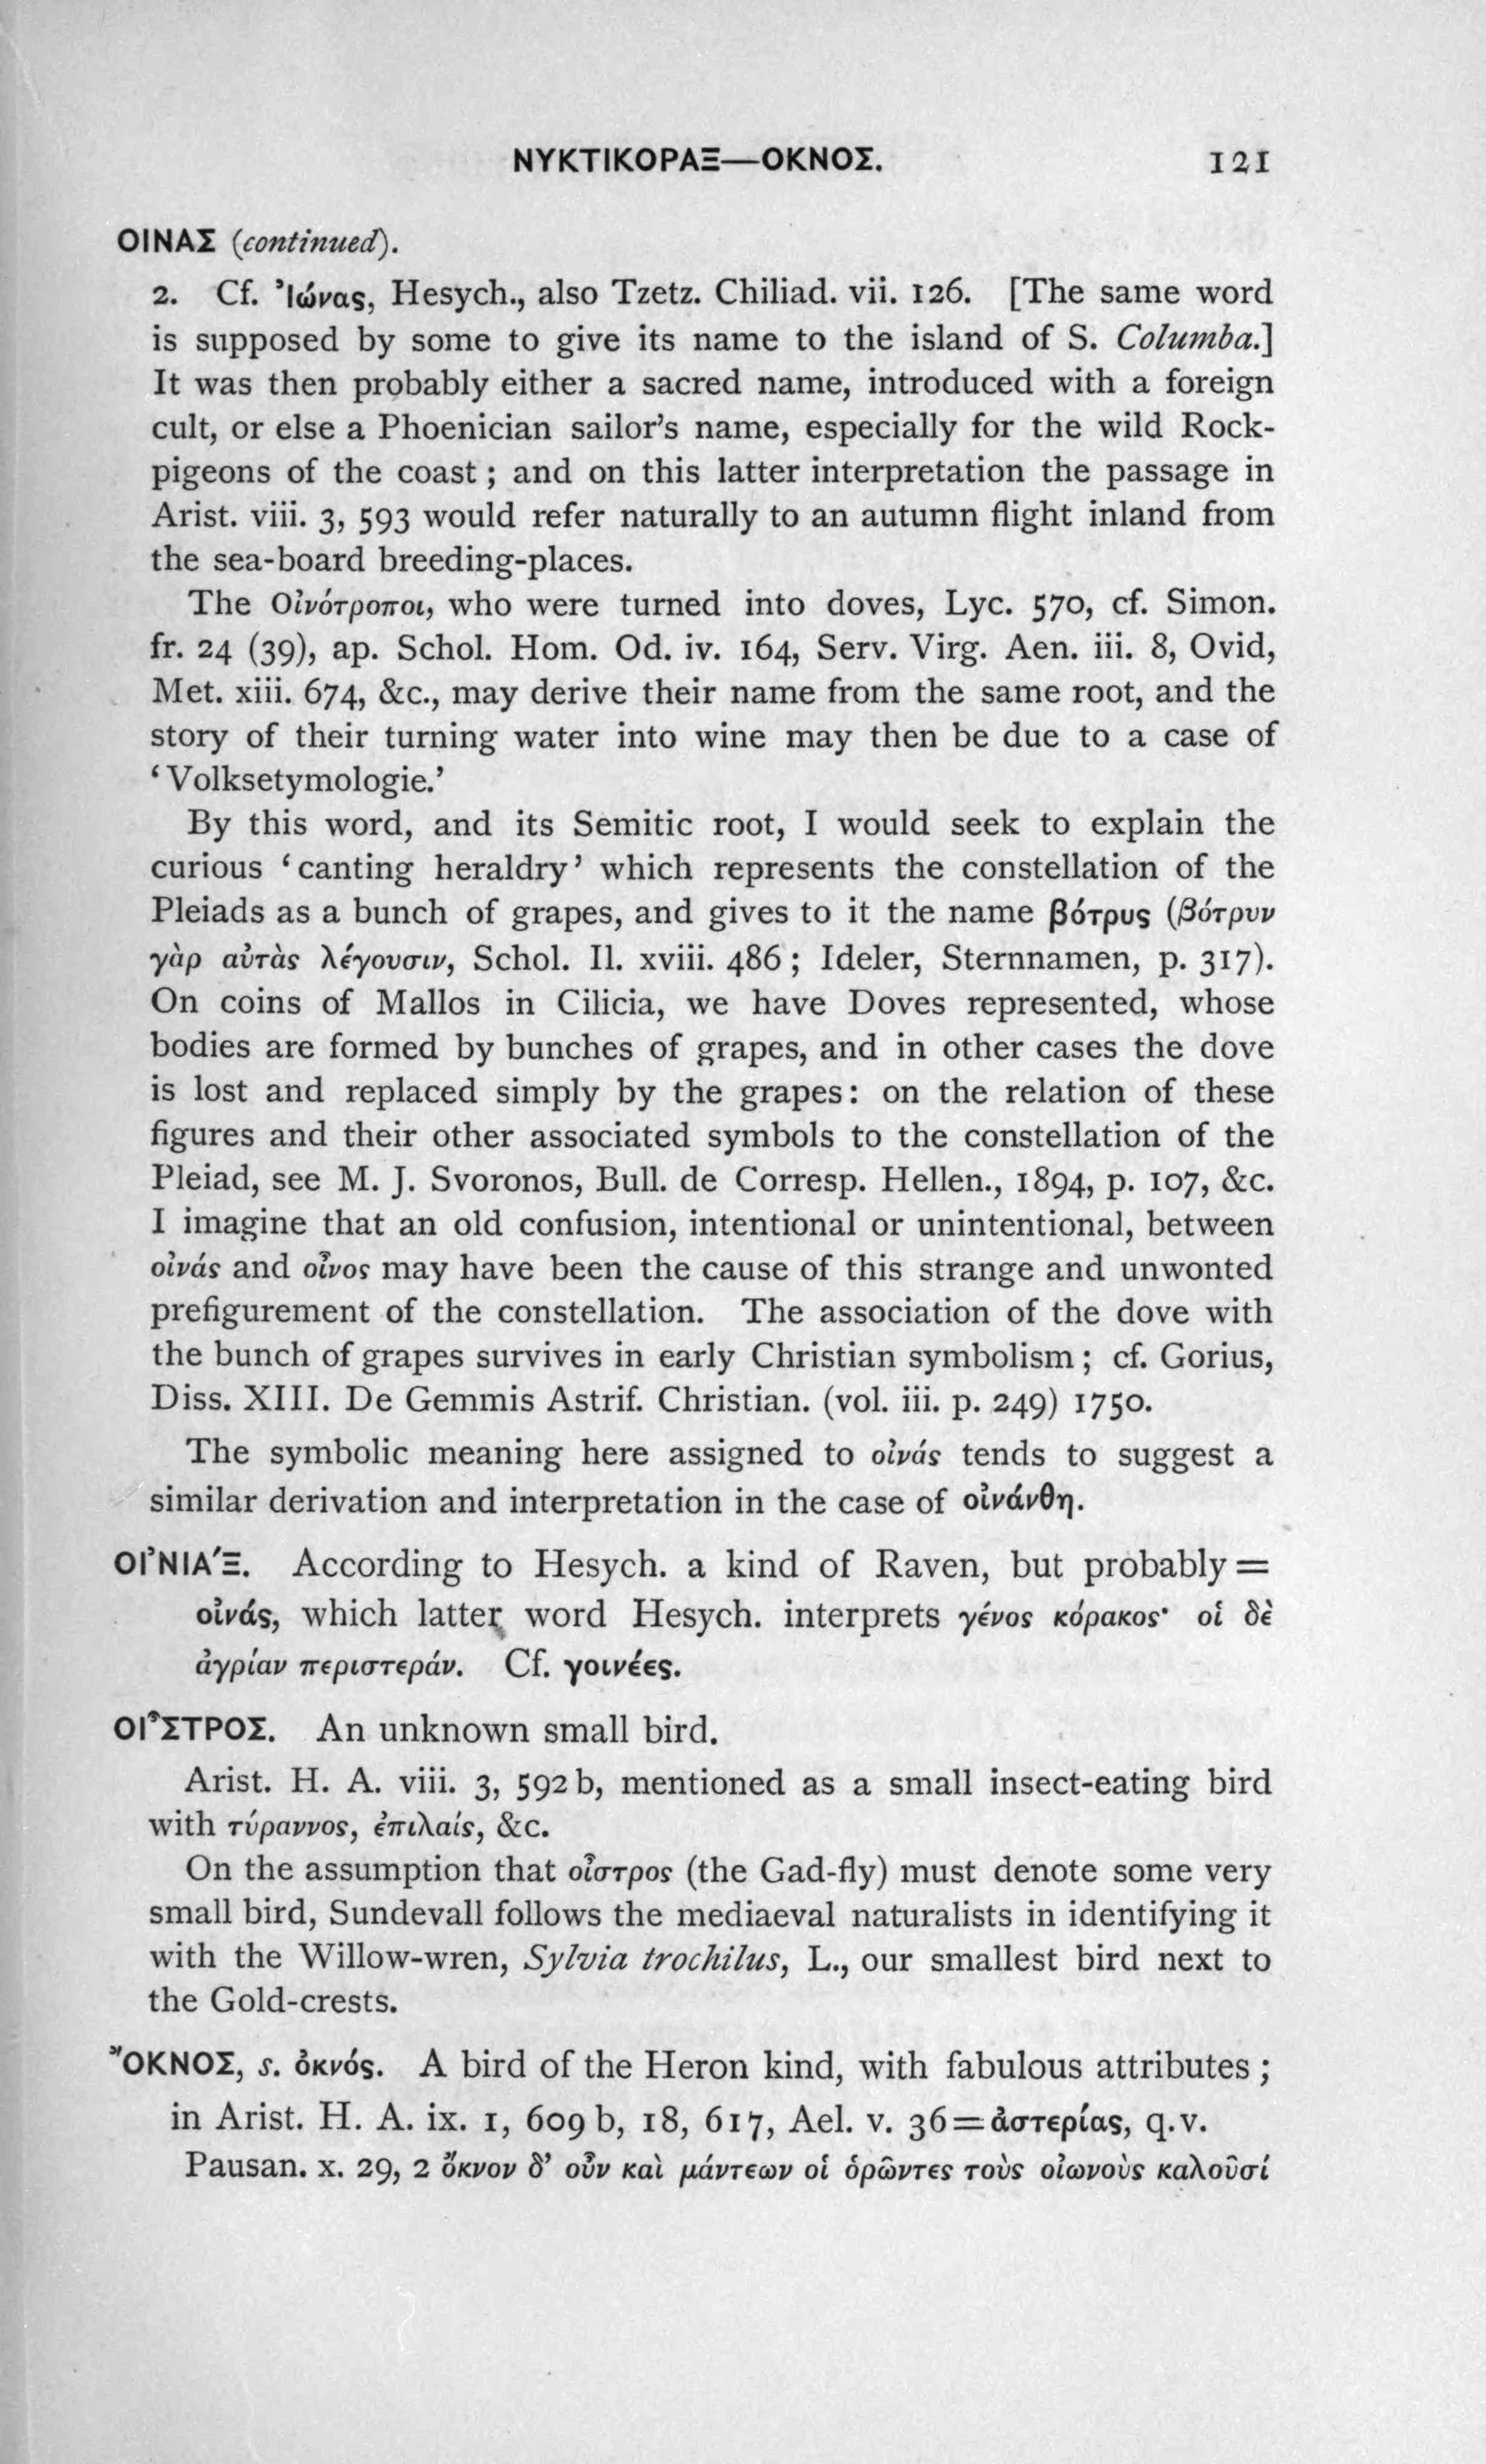 ΝΥΚΤΙΚΟΡΑΞ—ΟΚΝΟΣ. 121
ΟΙΝΑΣ (continued).
2. Cf. Ἰώνας, Hesych., also Tzetz. Chiliad. vii. 126. [The same word
is supposed by some to give its name to the island of S. Columba.]
It was then probably either a sacred name, introduced with a foreign
cult, or else a Phoenician sailor's name, especially for the wild Rock-
pigeons of the coast; and on this latter interpretation the passage in
Arist. viii. 3, 593 would refer naturally to an autumn flight inland from
the sea-board breeding-places.
The Οἰνότροποι, who were turned into doves, Lyc. 570, cf. Simon.
fr. 24 (39), ap. Schol. Hom. Od. iv. 164, Serv. Virg. Aen. iii. 8, Ovid,
Met. xiii. 674, &c., may derive their name from the same root, and the
story of their turning water into wine may then be due to a case of
'Volksetymologie.'
By this word, and its Semitic root, I would seek to explain the
curious 'canting heraldry' which represents the constellation of the
Pleiads as a bunch of grapes, and gives to it the name βότρυς (βότρυν
γὰρ αὐτὰς λέγουσιν, Schol. Il. xviii. 486; Ideler, Sternnamen, p. 317).
On coins of Mallos in Cilicia, we have Doves represented, whose
bodies are formed by bunches of grapes, and in other cases the dove
is lost and replaced simply by the grapes: on the relation of these
figures and their other associated symbols to the constellation of the
Pleiad, see M. J. Svoronos, Bull. de Corresp. Hellen., 1894, p. 107, &c.
I imagine that an old confusion, intentional or unintentional, between
οἰνάς and οἶνος may have been the cause of this strange and unwonted
prefigurement of the constellation. The association of the dove with
the bunch of grapes survives in early Christian symbolism; cf. Gorius,
Diss. XIII. De Gemmis Astrif. Christian. (vol. iii. p. 249) 1750.
The symbolic meaning here assigned to οἰνάς tends to suggest a
similar derivation and interpretation in the case of οἰνάνθη.
ΟἸΝΙΆΞ. According to Hesych. a kind of Raven, but probably =
οἰνάς, which latter word Hesych. interprets γένος κόρακος· οἱ δὲ
ἀγρίαν περιστεράν. Cf. γοινέες.
ΟἾΣΤΡΟΣ. An unknown small bird.
Arist. H. A. viii. 3, 592 b, mentioned as a small insect-eating bird
with τύραννος, ἐπιλαΐς, &c.
On the assumption that οἶστρος (the Gad-fly) must denote some very
small bird, Sundevall follows the mediaeval naturalists in identifying it
with the Willow-wren, Sylvia trochilus, L., our smallest bird next to
the Gold-crests.
ὌΚΝΟΣ, s. ὀκνός. A bird of the Heron kind, with fabulous attributes;
in Arist. H. A. ix. 1, 609 b, 18, 617, Ael. v. 36 = ἀστερίας, q.v.
Pausan. x. 29, 2 ὄκνον δ' οὖν καὶ μάντεων οἱ ὁρῶντες τοὺς οἰωνοὺς καλοῦσί